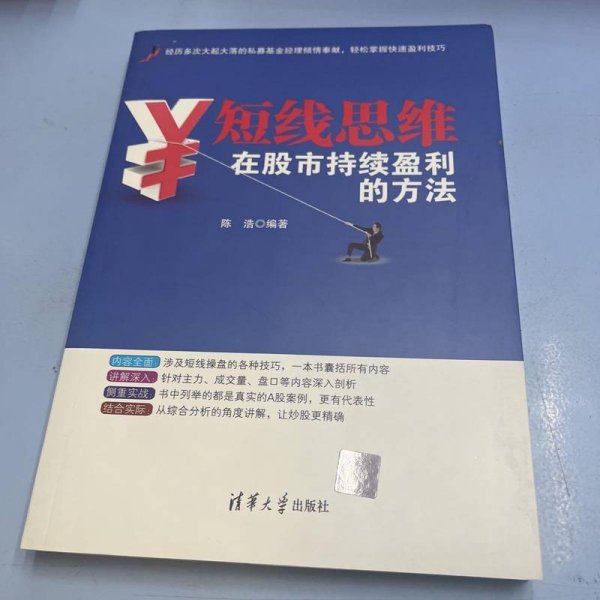 经历多次大起大落的私募基金经理倾情奉献，轻松掌握快速盈利技巧
短线思维
在股市持续盈利
的方法
陈 浩◎编著
内容全面：涉及短线操盘的各种技巧，一本书囊括所有内容
讲解深入：针对主力、成交量、盘口等内容深入剖析
侧重实战：书中列举的都是真实的A股案例，更有代表性
结合实际：从综合分析的角度讲解，让炒股更精确
清华大学出版社